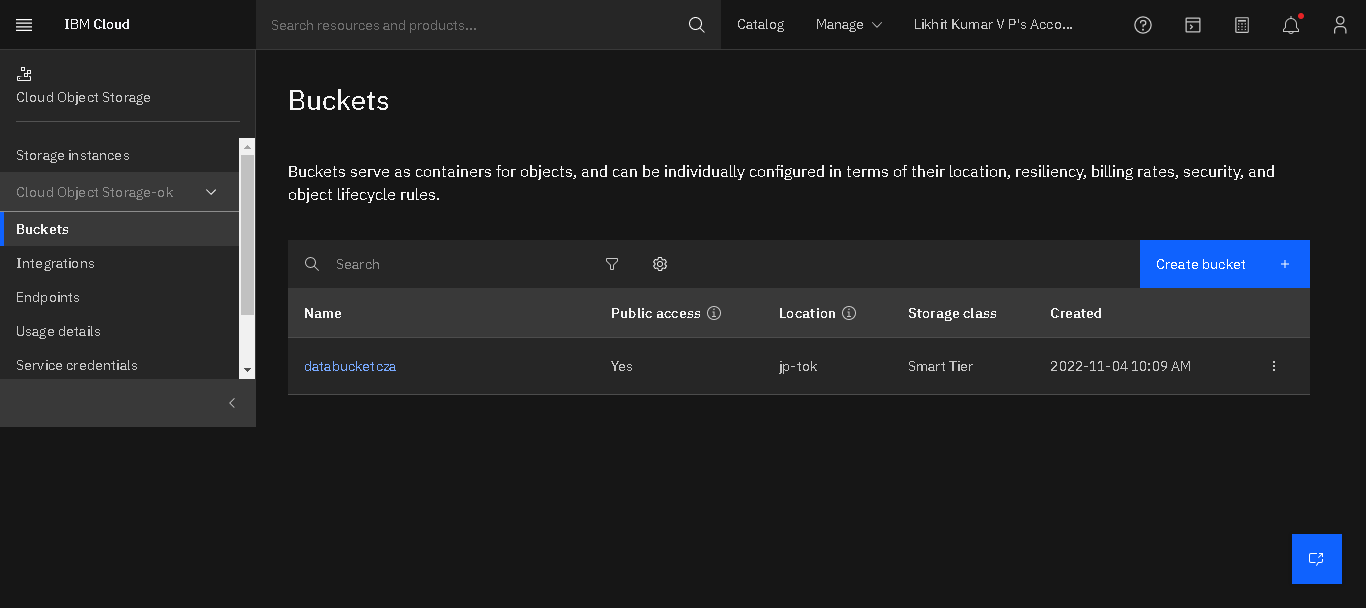 IBM Cloud
Search resources and products...
Catalog
Manage
Likhit Kumar V P's Acco...
Cloud Object Storage
Storage instances
Cloud Object Storage-ok
Buckets
Integrations
Endpoints
Usage details
Service credentials
Buckets
Buckets serve as containers for objects, and can be individually configured in terms of their location, resiliency, billing rates, security, and
object lifecycle rules.
Search
Create bucket +
Name Public access Location Storage class Created
databucketcza Yes jp-tok Smart Tier 2022-11-04 10:09 AM